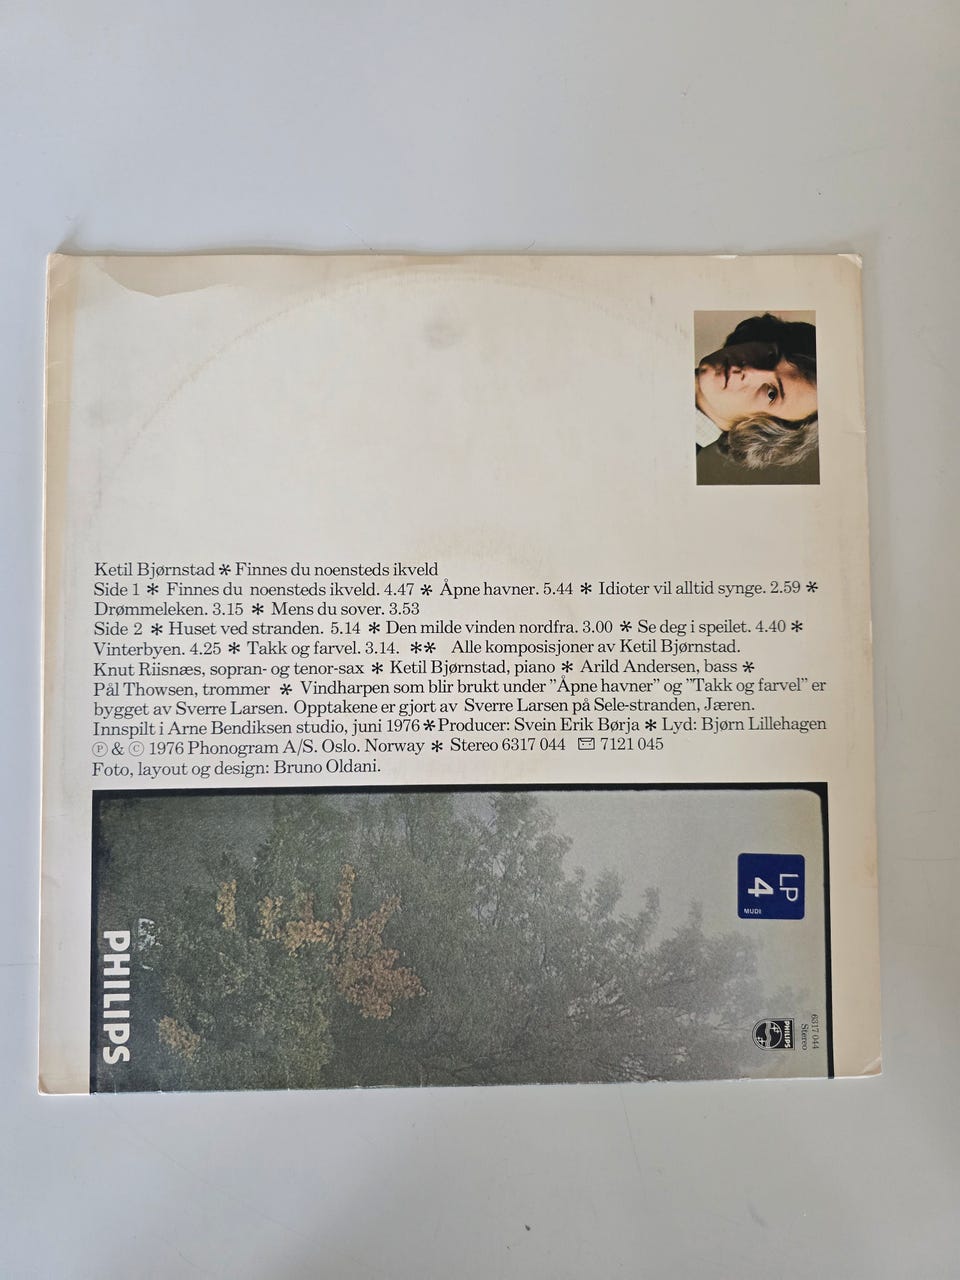 Ketil Bjørnstad * Finnes du noensteds ikveld
Side 1 * Finnes du noensteds ikveld. 4.47 * Åpne havner. 5.44 * Idioter vil alltid synge. 2.59 *
Drømmeleken. 3.15 * Mens du sover. 3.53
Side 2 * Huset ved stranden. 5.14 * Den milde vinden nordfra. 3.00 * Se deg i speilet. 4.40 *
Vinterbyen. 4.25 * Takk og farvel. 3.14. ** Alle komposisjoner av Ketil Bjørnstad.
Knut Riisnæs, sopran- og tenor-sax * Ketil Bjørnstad, piano * Arild Andersen, bass *
Pål Thowsen, trommer * Vindharpen som blir brukt under "Åpne havner" og "Takk og farvel" er
bygget av Sverre Larsen. Opptakene er gjort av Sverre Larsen på Sele-stranden, Jæren.
Innspilt i Arne Bendiksen studio, juni 1976 * Producer: Svein Erik Børja * Lyd: Bjørn Lillehagen
℗ & © 1976 Phonogram A/S. Oslo. Norway * Stereo 6317 044 7121 045
Foto, layout og design: Bruno Oldani.
LP
4
MUDI
PHILIPS
PHILIPS
Stereo
6317 044